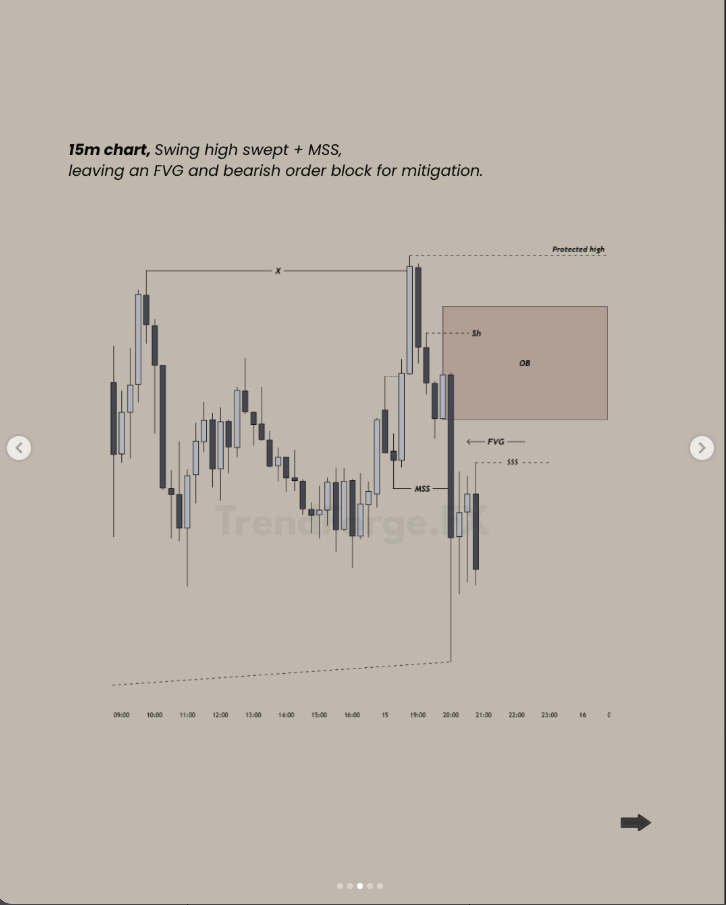 15m chart, Swing high swept + MSS,
leaving an FVG and bearish order block for mitigation.
Protected high
X
Sh
OB
FVG
$$$
MSS
09:00 10:00 11:00 12:00 13:00 14:00 15:00 16:00 15 19:00 20:00 21:00 22:00 23:00 16 0